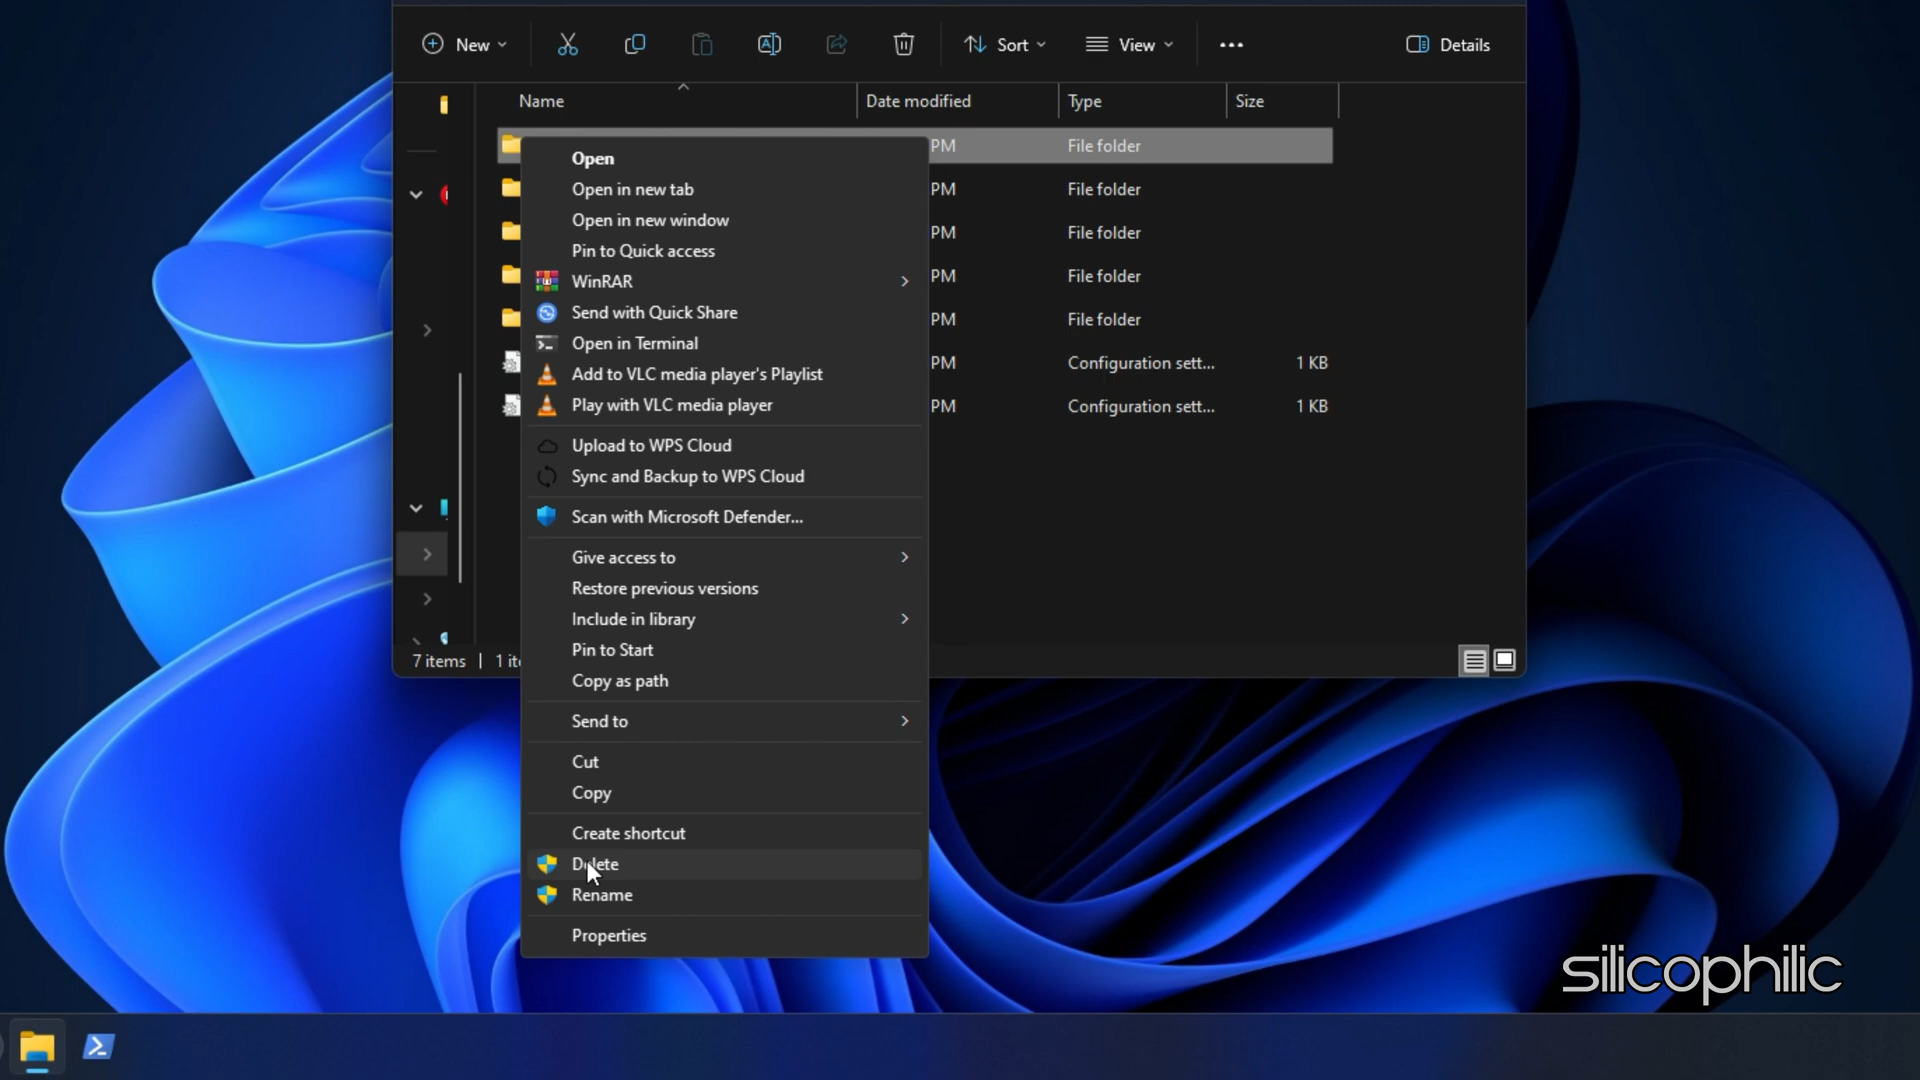 New
Sort
View
Details
Name
Date modified
Type
Size
PM
File folder
PM
File folder
PM
File folder
PM
File folder
PM
File folder
PM
Configuration sett...
1 KB
PM
Configuration sett...
1 KB
Open
Open in new tab
Open in new window
Pin to Quick access
WinRAR
Send with Quick Share
Open in Terminal
Add to VLC media player's Playlist
Play with VLC media player
Upload to WPS Cloud
Sync and Backup to WPS Cloud
Scan with Microsoft Defender...
Give access to
Restore previous versions
Include in library
Pin to Start
Copy as path
Send to
Cut
Copy
Create shortcut
Delete
Rename
Properties
7 items
1 it
silicophilic